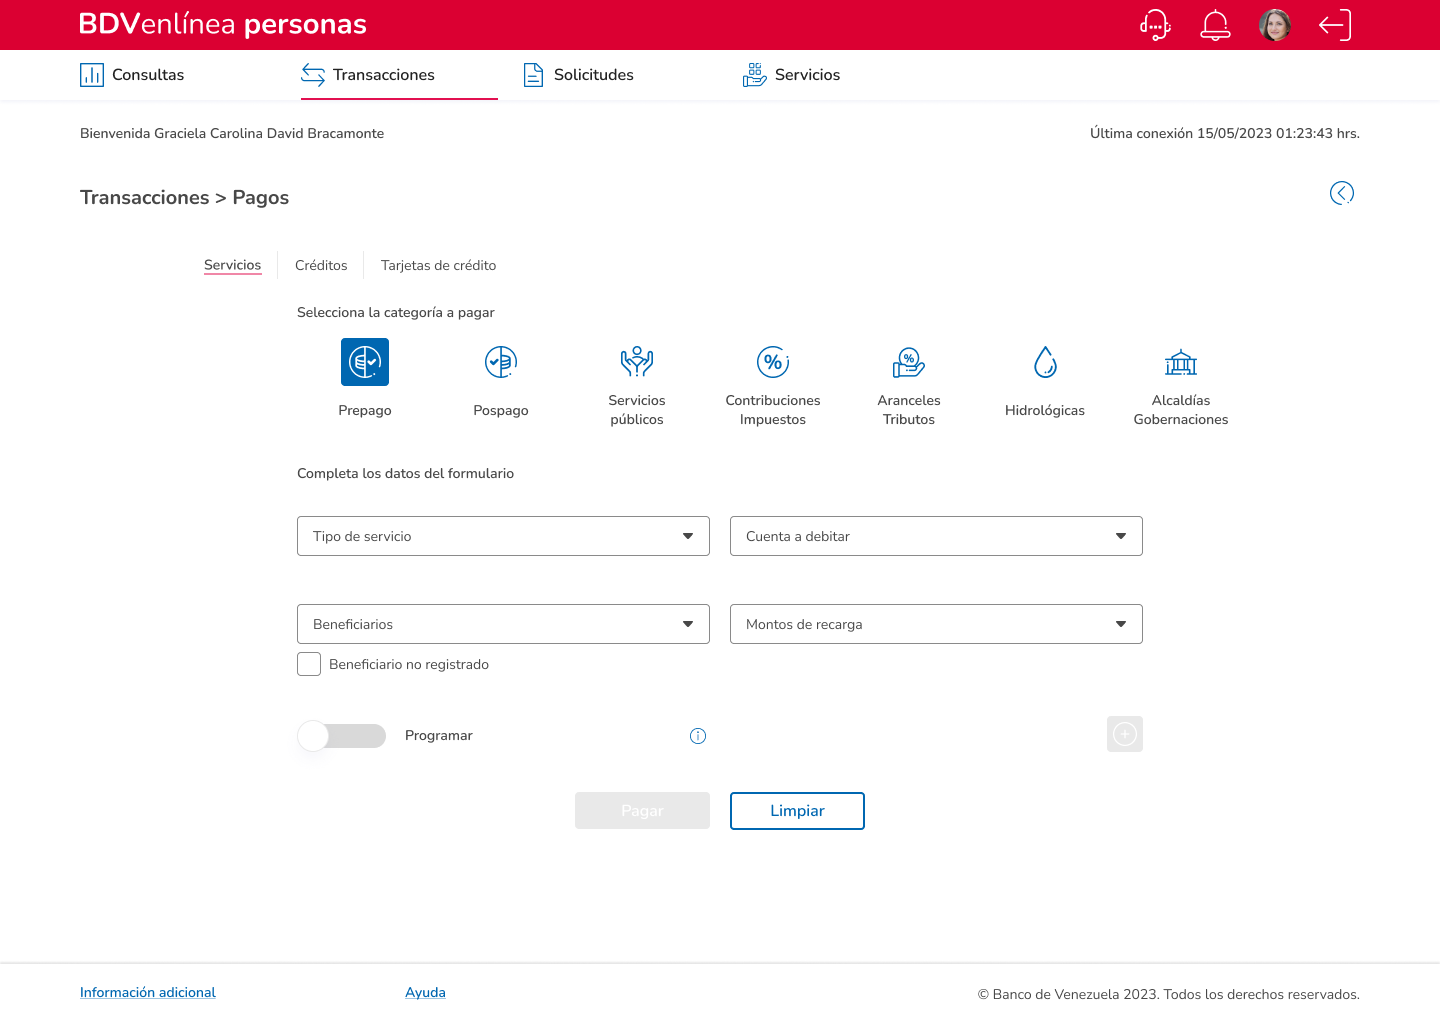 BDVenlínea personas
Consultas
Transacciones
Solicitudes
Servicios
Bienvenida Graciela Carolina David Bracamonte
Última conexión 15/05/2023 01:23:43 hrs.
Transacciones > Pagos
Servicios
Créditos
Tarjetas de crédito
Selecciona la categoría a pagar
Prepago
Pospago
Servicios
públicos
Contribuciones
Impuestos
Aranceles
Tributos
Hidrológicas
Alcaldías
Gobernaciones
Completa los datos del formulario
Tipo de servicio
Cuenta a debitar
Beneficiarios
Montos de recarga
Beneficiario no registrado
Programar
Pagar
Limpiar
Información adicional
Ayuda
© Banco de Venezuela 2023. Todos los derechos reservados.